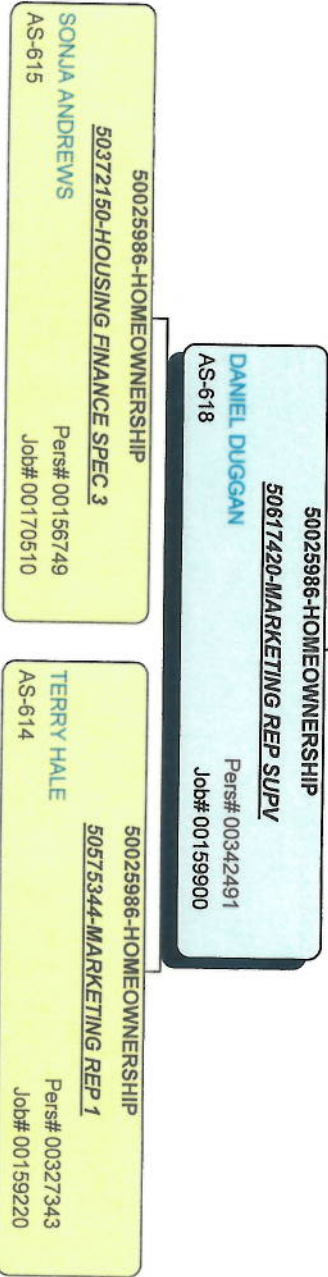 50025986-HOMEOWNERSHIP
50617420-MARKETING REP SUPV
DANIEL DUGGAN
Pers# 00342491
AS-618
Job# 00159900
50025986-HOMEOWNERSHIP
50372150-HOUSING FINANCE SPEC 3
SONJA ANDREWS
Pers# 00156749
AS-615
Job# 00170510
50025986-HOMEOWNERSHIP
50575344-MARKETING REP 1
TERRY HALE
Pers# 00327343
AS-614
Job# 00159220